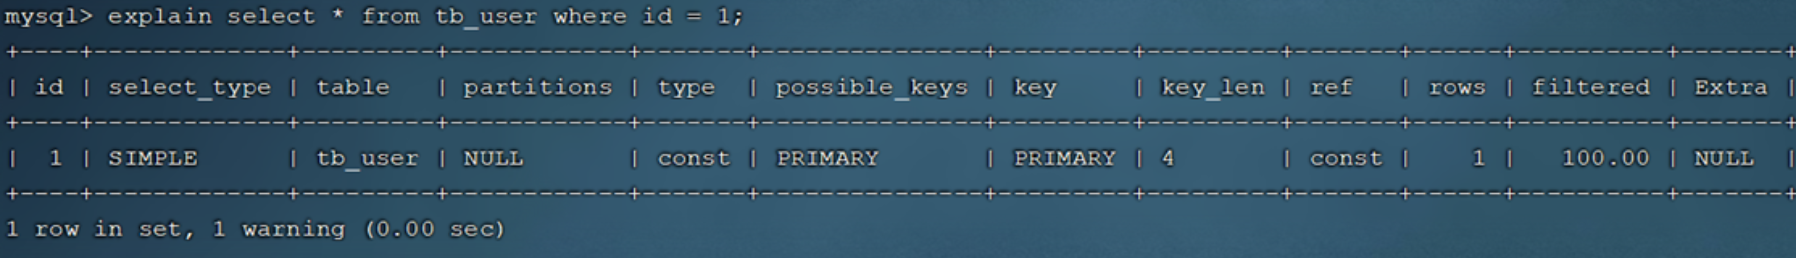 mysql> explain select * from tb_user where id = 1;
+----+-------------+---------+------------+-------+---------------+---------+---------+-------+------+----------+-------+
| id | select_type | table   | partitions | type  | possible_keys | key     | key_len | ref   | rows | filtered | Extra |
+----+-------------+---------+------------+-------+---------------+---------+---------+-------+------+----------+-------+
|  1 | SIMPLE      | tb_user | NULL       | const | PRIMARY       | PRIMARY | 4       | const |    1 |   100.00 | NULL  |
+----+-------------+---------+------------+-------+---------------+---------+---------+-------+------+----------+-------+
1 row in set, 1 warning (0.00 sec)